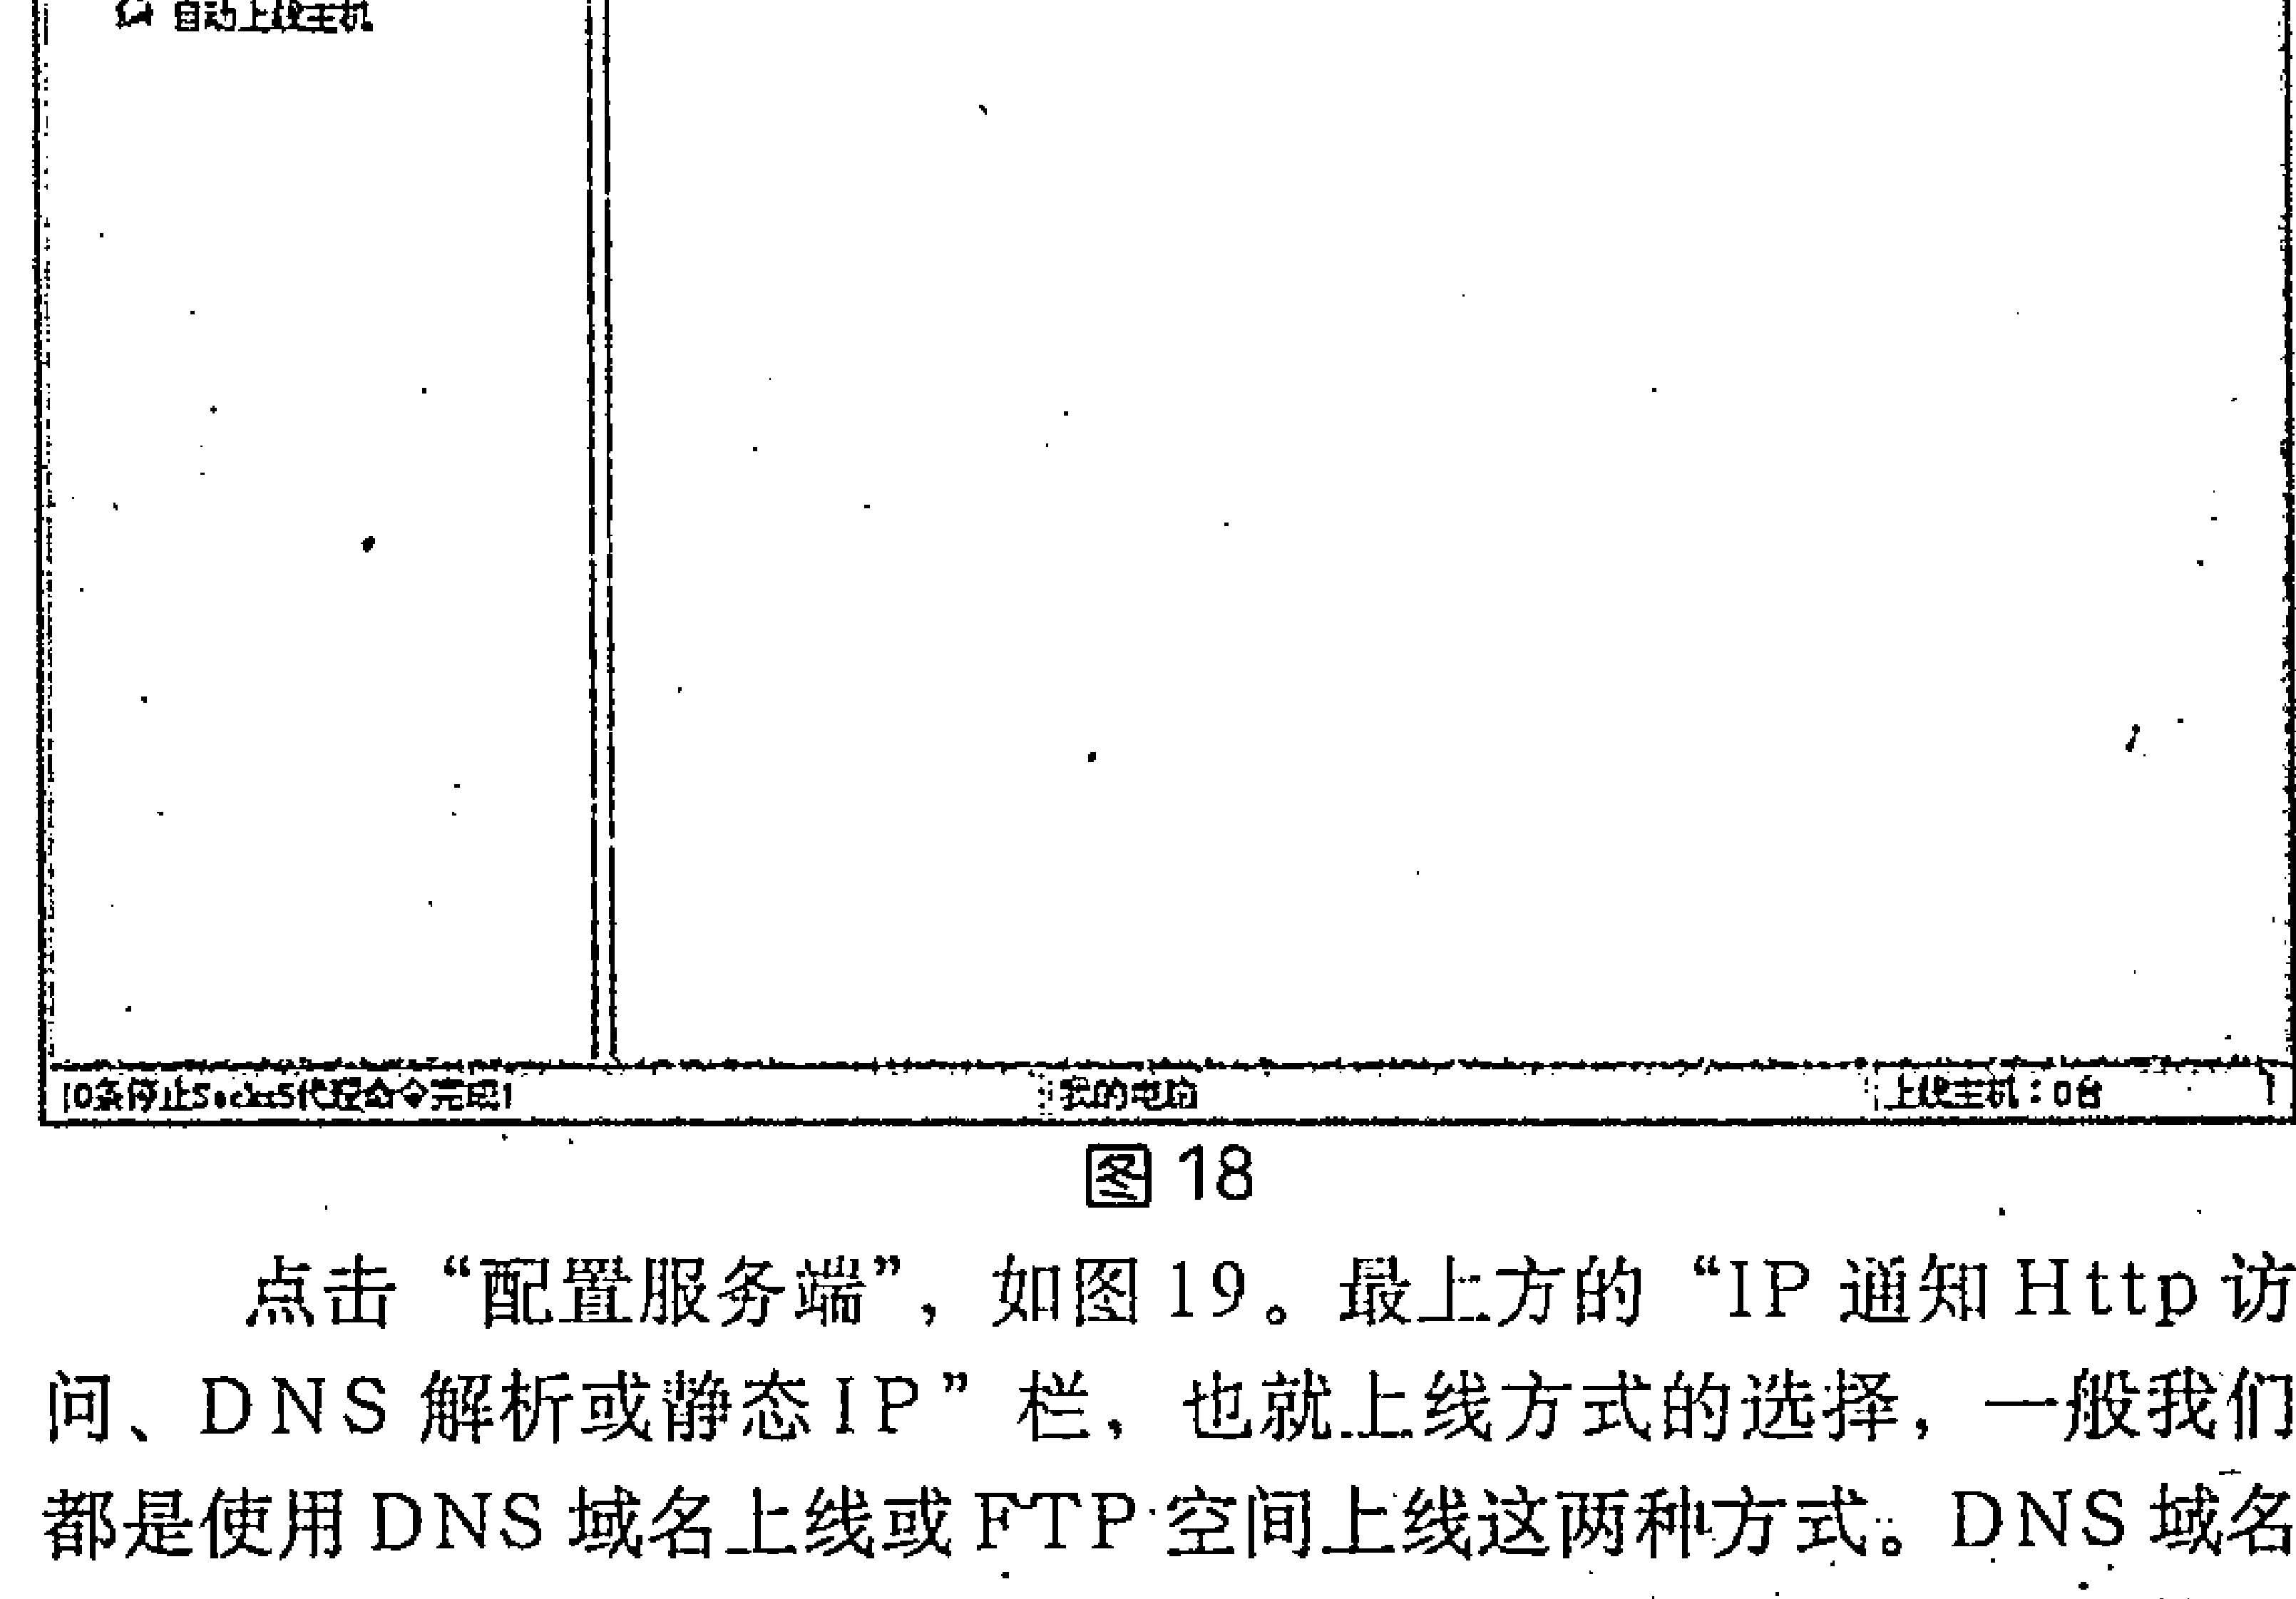 自动上线主机
0条停止Socks5代理命令完成!
我的电脑
上线主机：0台
图 18
点击“配置服务端”，如图 19。最上方的“IP 通知 Http 访
问、DNS 解析或静态IP”栏，也就上线方式的选择，一般我们
都是使用 DNS 域名上线或 FTP 空间上线这两种方式。DNS 域名